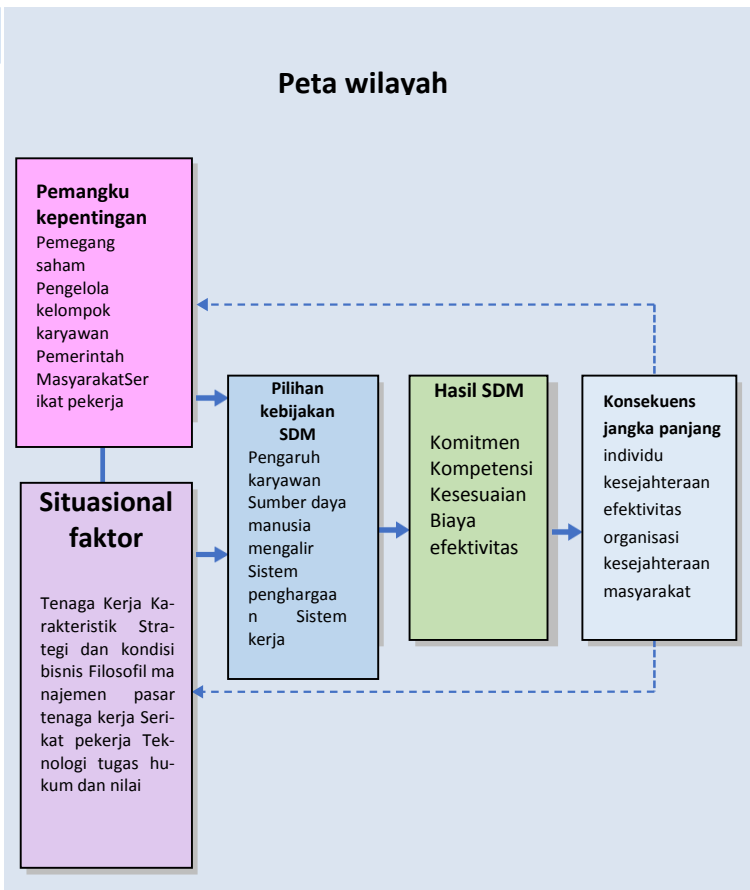 Peta wilayah
Pemangku
kepentingan
Pemegang
saham
Pengelola
kelompok
karyawan
Pemerintah
MasyarakatSer
ikat pekerja
Situasional
faktor
Tenaga Kerja Ka-
rakteristik Stra-
tegi dan kondisi
bisnis Filosofil ma
najemen pasar
tenaga kerja Seri-
kat pekerja Tek-
nologi tugas hu-
kum dan nilai
Pilihan
kebijakan
SDM
Pengaruh
karyawan
Sumber daya
manusia
mengalir
Sistem
penghargaa
n Sistem
kerja
Hasil SDM
Komitmen
Kompetensi
Kesesuaian
Biaya
efektivitas
Konsekuens
jangka panjang
individu
kesejahteraan
efektivitas
organisasi
kesejahteraan
masyarakat